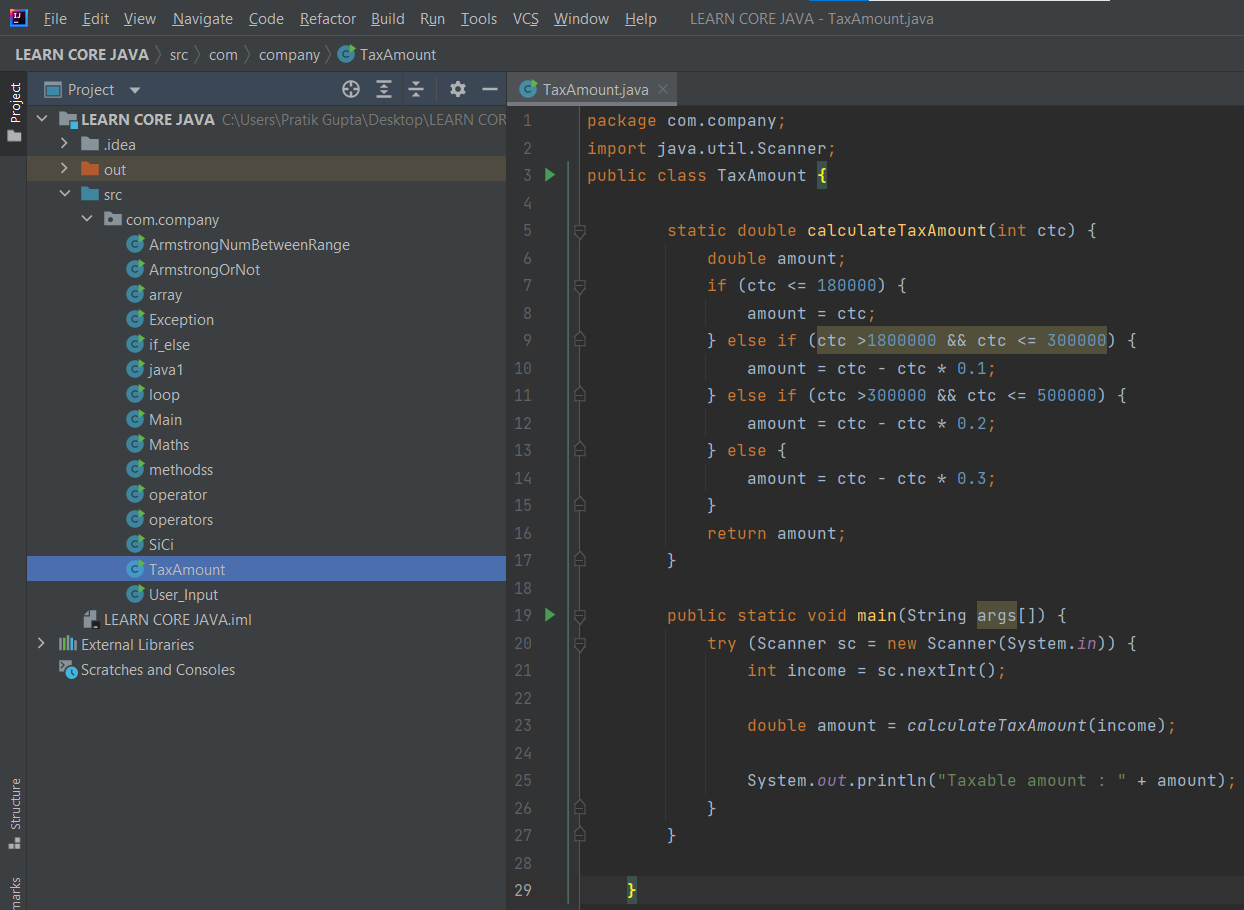 File Edit View Navigate Code Refactor Build Run Tools VCS Window Help LEARN CORE JAVA - TaxAmount.java
LEARN CORE JAVA src com company TaxAmount
Project
Project
LEARN CORE JAVA C:\Users\Pratik Gupta\Desktop\LEARN COR
.idea
out
src
com.company
ArmstrongNumBetweenRange
ArmstrongOrNot
array
Exception
if_else
java1
loop
Main
Maths
methodss
operator
operators
SiCi
TaxAmount
User_Input
LEARN CORE JAVA.iml
External Libraries
Scratches and Consoles
Structure
marks
TaxAmount.java
1 package com.company;
2 import java.util.Scanner;
3 public class TaxAmount {
4
5 static double calculateTaxAmount(int ctc) {
6 double amount;
7 if (ctc <= 180000) {
8 amount = ctc;
9 } else if (ctc >1800000 && ctc <= 300000) {
10 amount = ctc - ctc * 0.1;
11 } else if (ctc >300000 && ctc <= 500000) {
12 amount = ctc - ctc * 0.2;
13 } else {
14 amount = ctc - ctc * 0.3;
15 }
16 return amount;
17 }
18
19 public static void main(String args[]) {
20 try (Scanner sc = new Scanner(System.in)) {
21 int income = sc.nextInt();
22
23 double amount = calculateTaxAmount(income);
24
25 System.out.println("Taxable amount : " + amount);
26 }
27 }
28
29 }